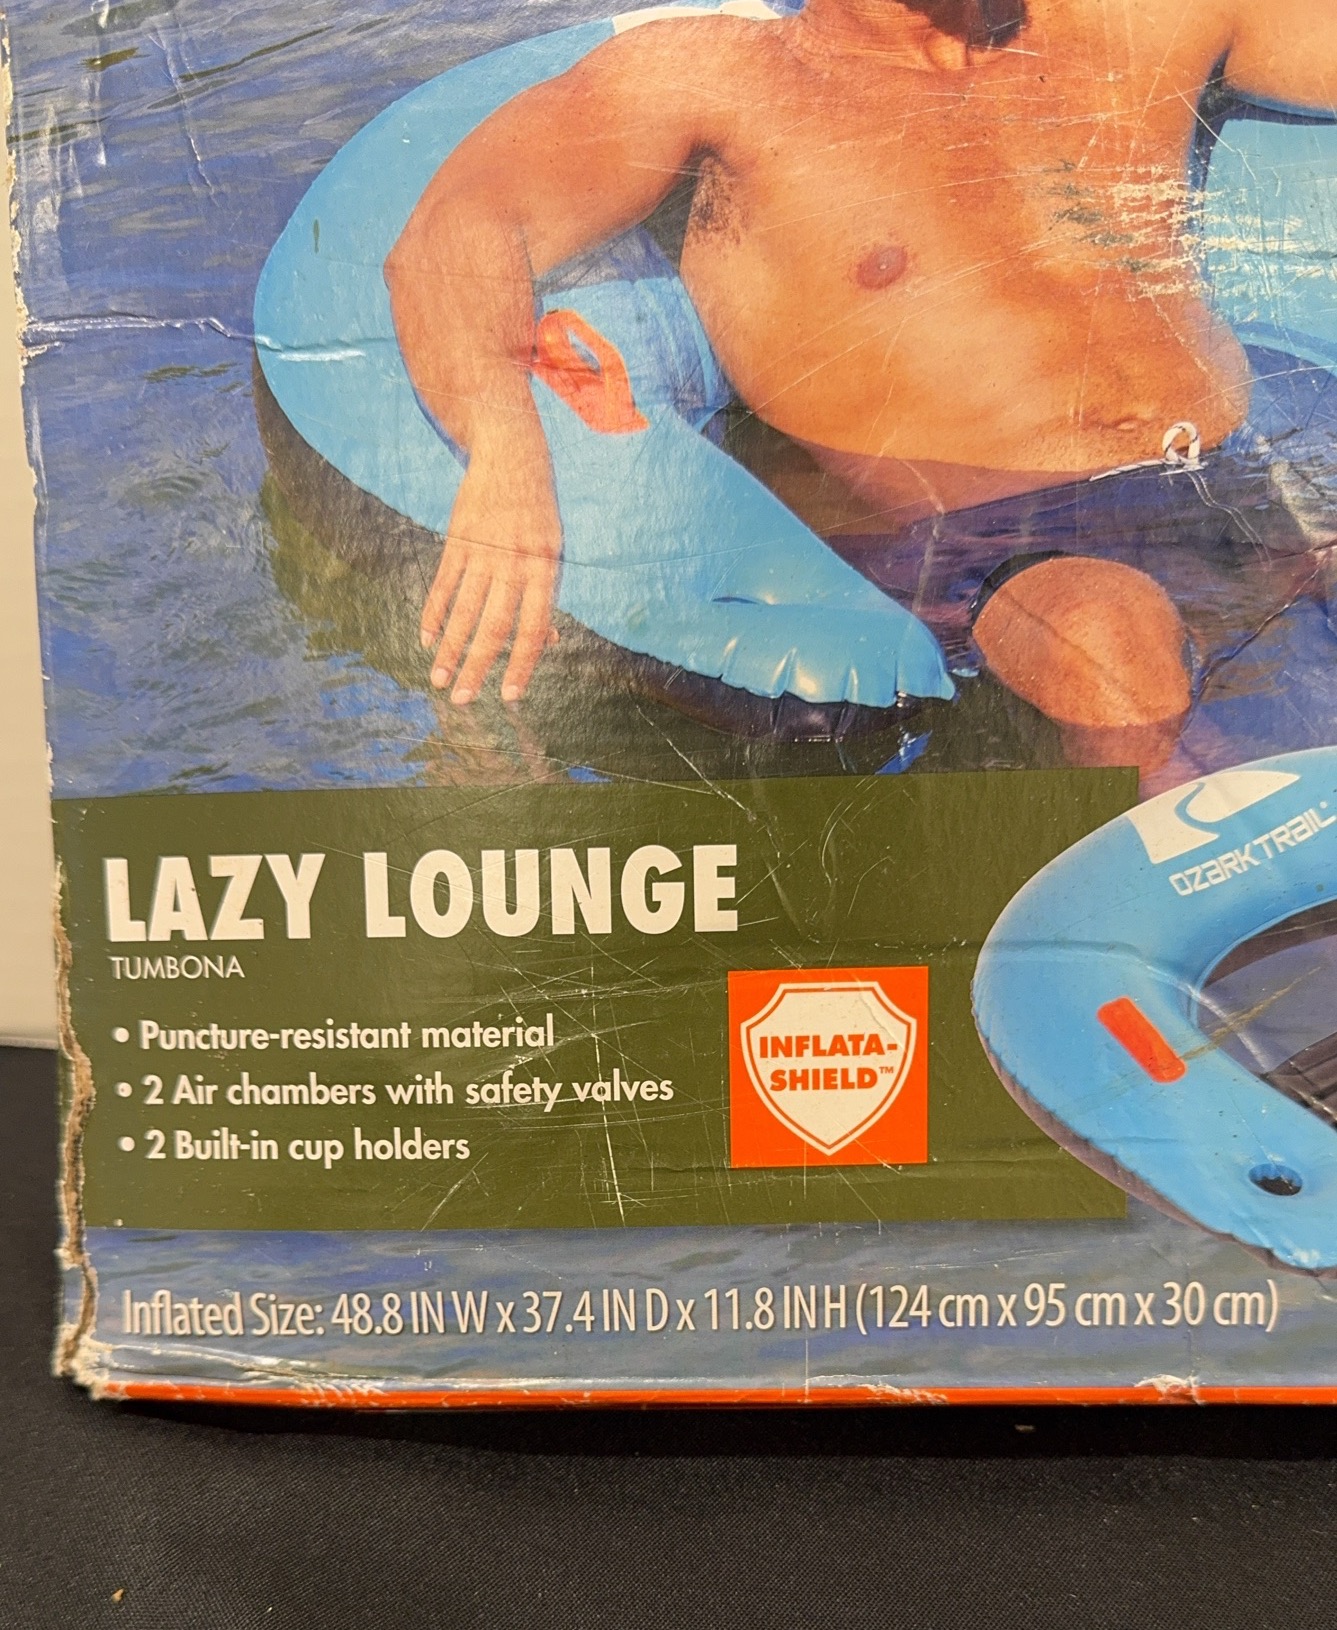 OZARK TRAIL
LAZY LOUNGE
TUMBONA
• Puncture-resistant material
• 2 Air chambers with safety valves
• 2 Built-in cup holders
INFLATA-
SHIELD™
Inflated Size: 48.8 IN W x 37.4 IN D x 11.8 IN H (124 cm x 95 cm x 30 cm)